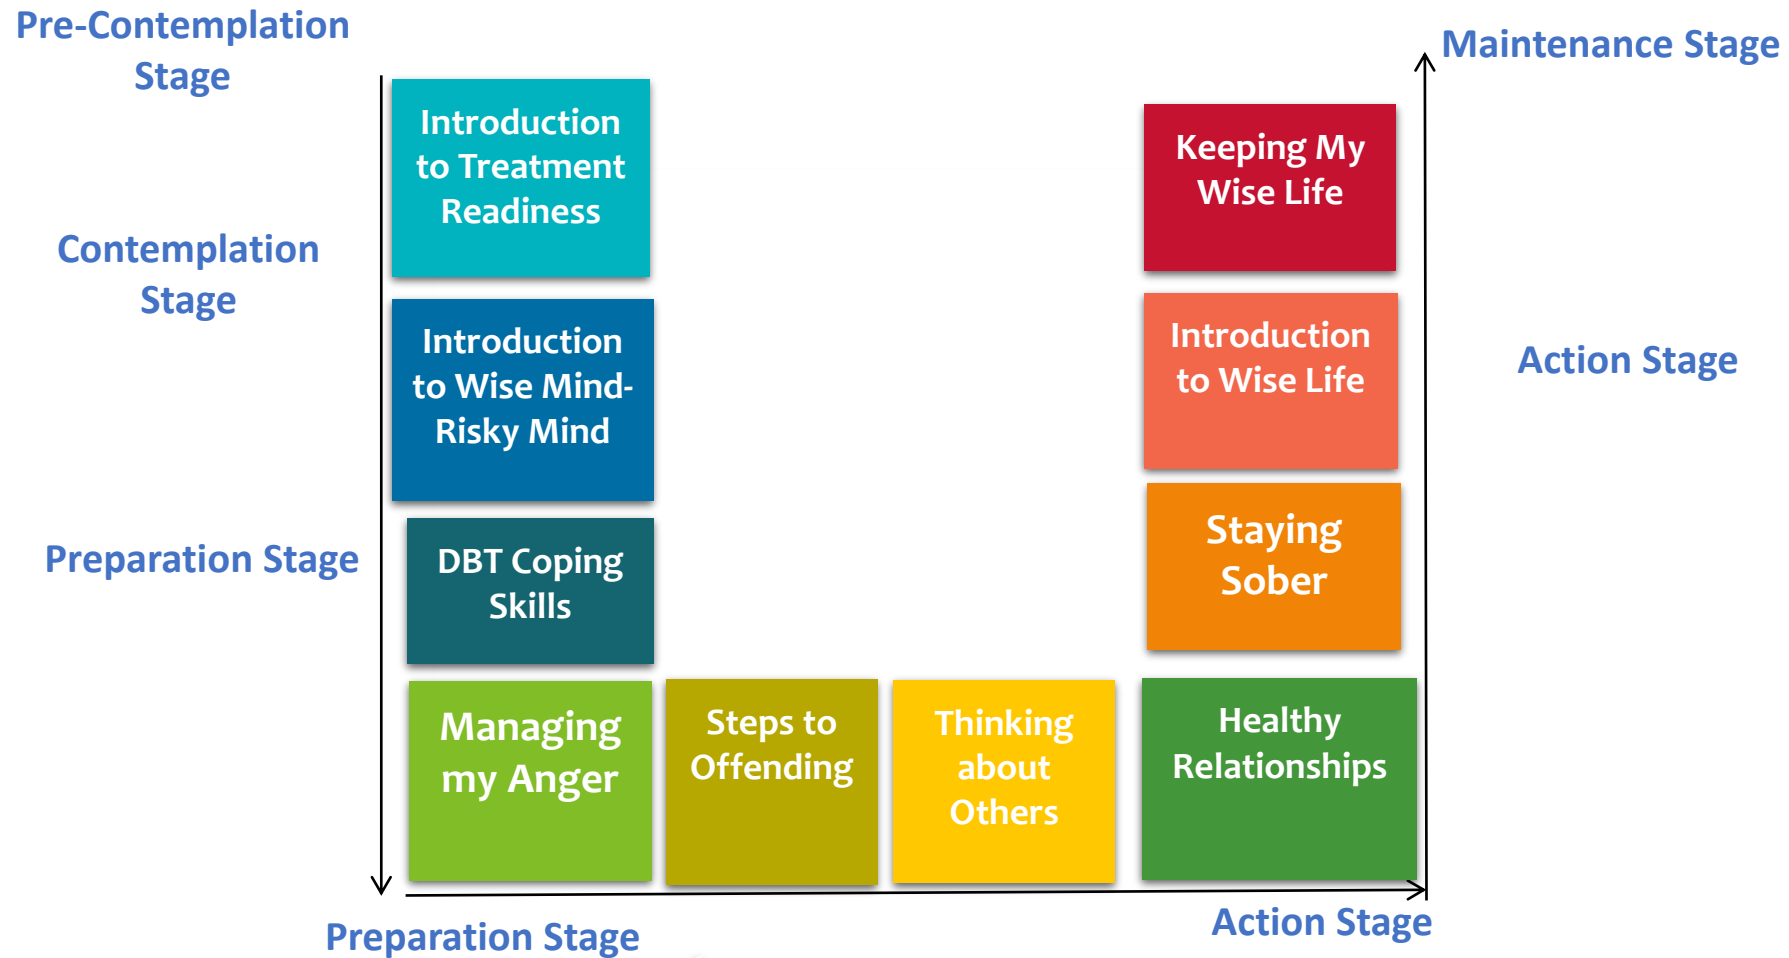 Pre-Contemplation
Stage
Introduction
to Treatment
Readiness
Contemplation
Stage
Introduction
to Wise Mind-
Risky Mind
Preparation Stage
DBT Coping
Skills
Managing
my Anger
Preparation Stage
Steps to
Offending
Thinking
about
Others
Healthy
Relationships
Action Stage
Staying
Sober
Introduction
to Wise Life
Action Stage
Keeping My
Wise Life
Maintenance Stage